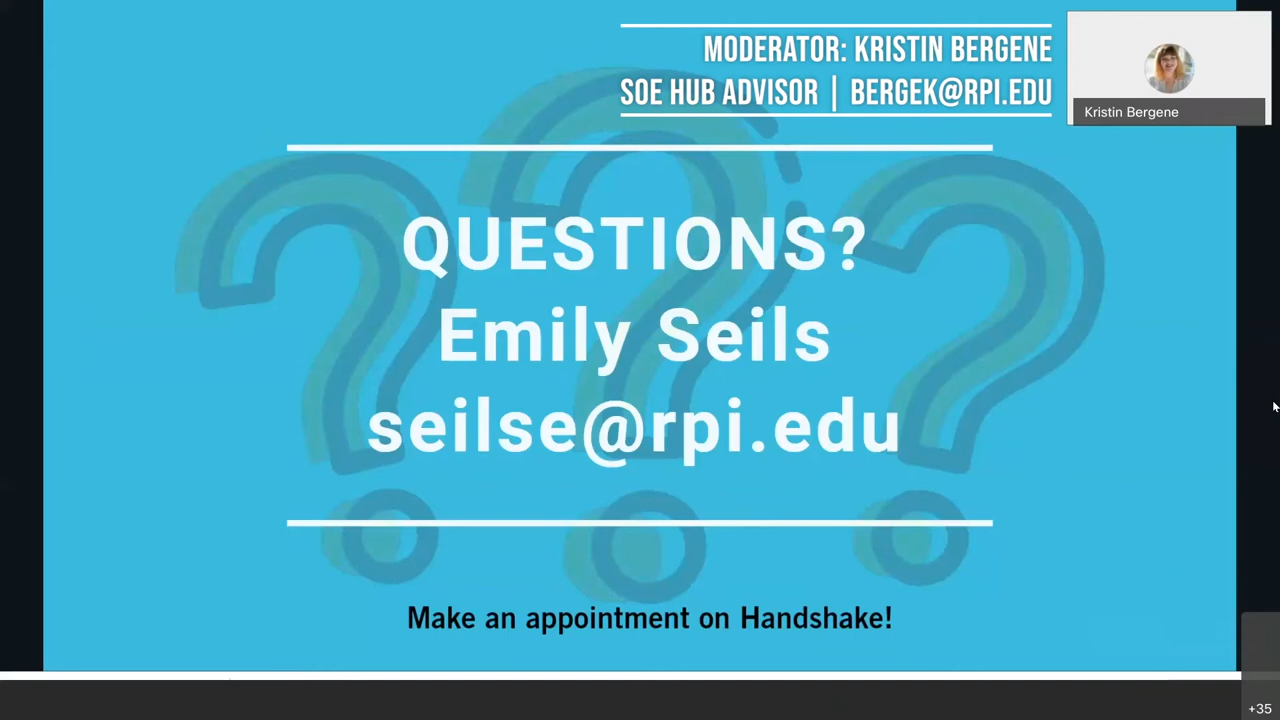 MODERATOR: KRISTIN BERGENE
SOE HUB ADVISOR | BERGEK@RPI.EDU
Kristin Bergene
QUESTIONS?
Emily Seils
seilse@rpi.edu
Make an appointment on Handshake!
+35